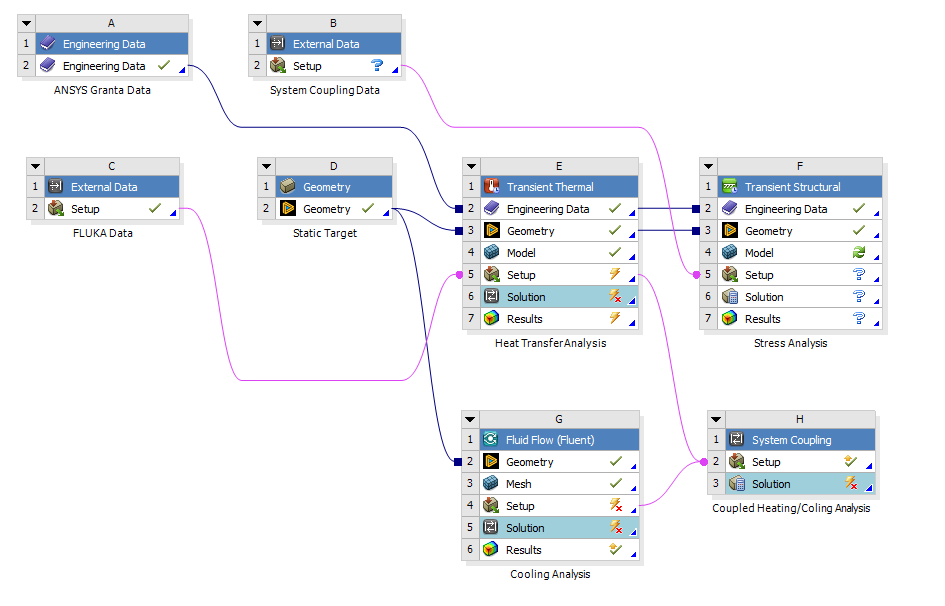 A
1 Engineering Data
2 Engineering Data
ANSYS Granta Data
B
1 External Data
2 Setup
System Coupling Data
C
1 External Data
2 Setup
FLUKA Data
D
1 Geometry
2 Geometry
Static Target
E
1 Transient Thermal
2 Engineering Data
3 Geometry
4 Model
5 Setup
6 Solution
7 Results
Heat Transfer Analysis
F
1 Transient Structural
2 Engineering Data
3 Geometry
4 Model
5 Setup
6 Solution
7 Results
Stress Analysis
G
1 Fluid Flow (Fluent)
2 Geometry
3 Mesh
4 Setup
5 Solution
6 Results
Cooling Analysis
H
1 System Coupling
2 Setup
3 Solution
Coupled Heating/Coling Analysis